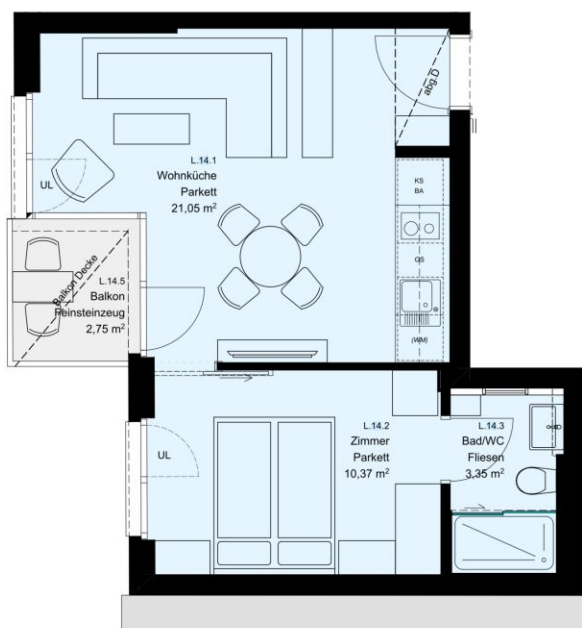 abg.D
L.14.1
Wohnküche
Parkett
21,05 m²
UL
KS
BA
GS
(WM)
Balkon Decke
L.14.5
Balkon
Feinsteinzeug
2,75 m²
L.14.2
Zimmer
Parkett
10,37 m²
UL
L.14.3
Bad/WC
Fliesen
3,35 m²